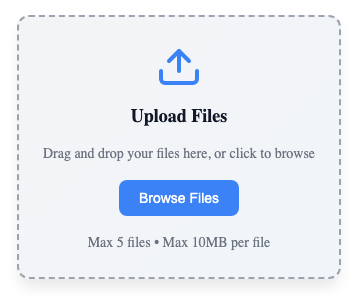 Upload Files
Drag and drop your files here, or click to browse
Browse Files
Max 5 files • Max 10MB per file